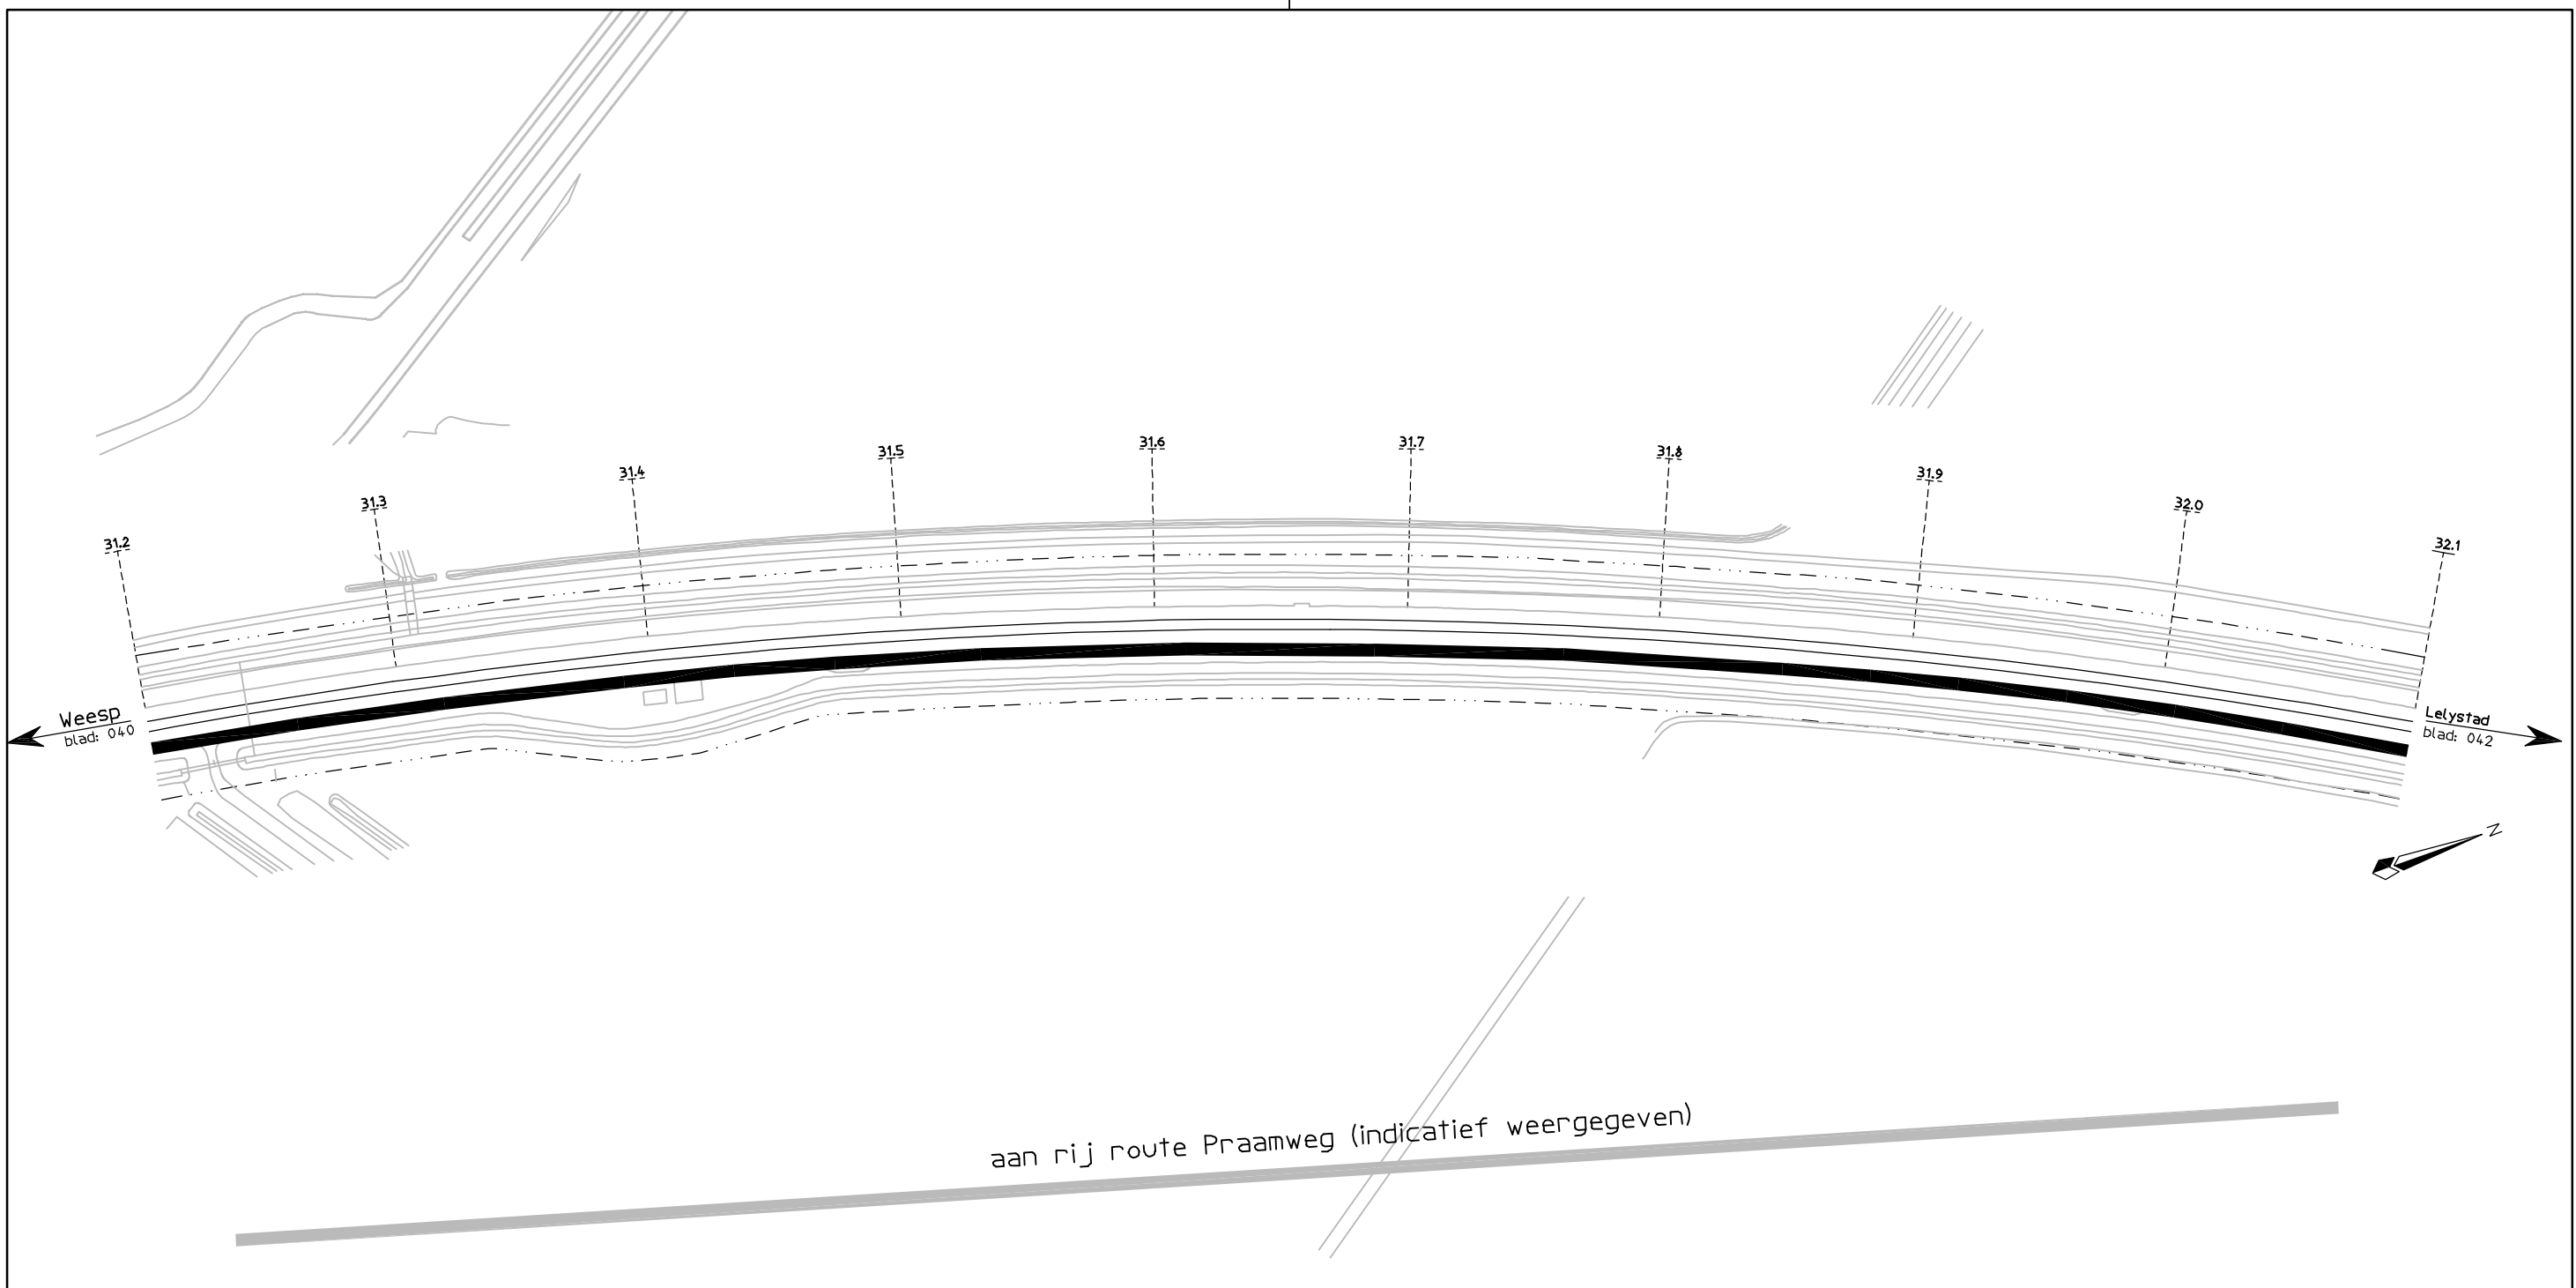 31.6
31.7
31.5
31.8
31.4
31.9
31.3
32.0
31.2
32.1
Weesp
blad: 040
Lelystad
blad: 042
N
aan rij route Praamweg (indicatief weergegeven)